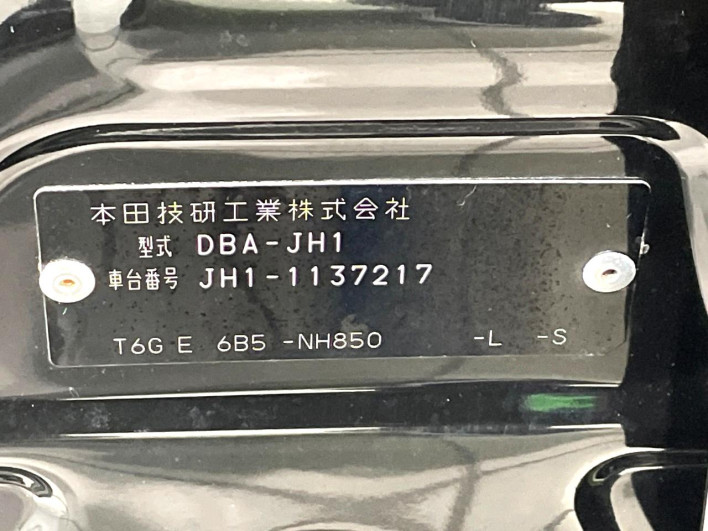 本田技研工業株式会社
型式 DBA-JH1
車台番号 JH1-1137217
T6G E 6B5 -NH850 -L -S